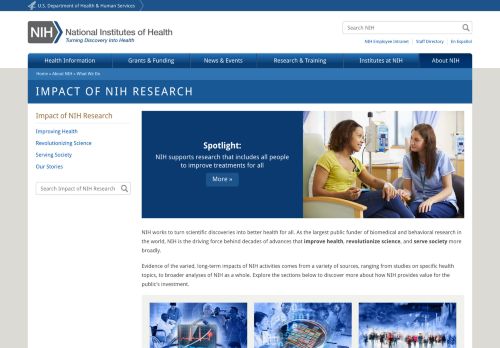 U.S. Department of Health & Human Services
Search NIH
NIH National Institutes of Health
Turning Discovery Into Health
NIH Employee Intranet | Staff Directory | En Español
Health Information Grants & Funding News & Events Research & Training Institutes at NIH About NIH
Home » About NIH » What We Do
IMPACT OF NIH RESEARCH
Impact of NIH Research
Improving Health
Revolutionizing Science
Serving Society
Our Stories
Search Impact of NIH Research
Spotlight:
NIH supports research that includes all people
to improve treatments for all
More »
NIH works to turn scientific discoveries into better health for all. As the largest public funder of biomedical and behavioral research in
the world, NIH is the driving force behind decades of advances that improve health, revolutionize science, and serve society more
broadly.
Evidence of the varied, long-term impacts of NIH activities comes from a variety of sources, ranging from studies on specific health
topics, to broader analyses of NIH as a whole. Explore the sections below to discover more about how NIH provides value for the
public's investment.